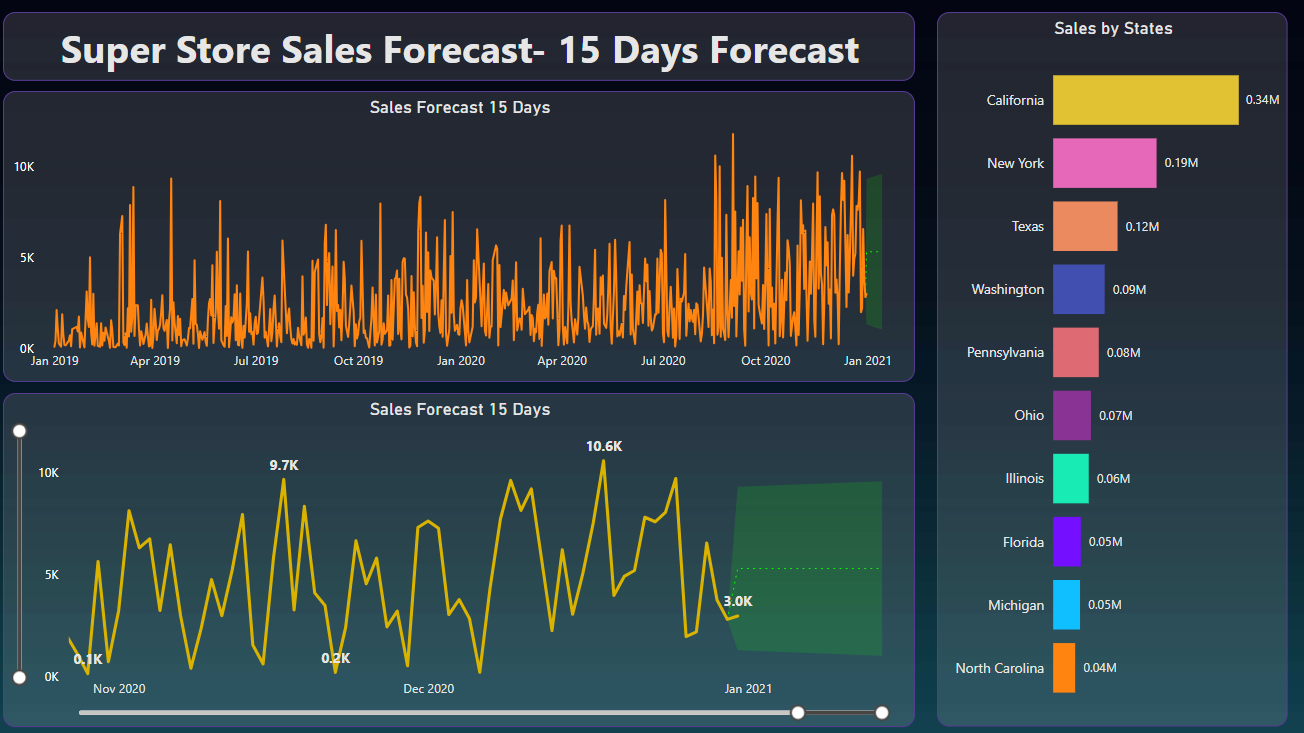 Super Store Sales Forecast- 15 Days Forecast
Sales Forecast 15 Days
10K
5K
0K
Jan 2019 Apr 2019 Jul 2019 Oct 2019 Jan 2020 Apr 2020 Jul 2020 Oct 2020 Jan 2021
Sales Forecast 15 Days
10.6K
9.7K
10K
5K
3.0K
0.1K 0.2K
0K
Nov 2020 Dec 2020 Jan 2021
Sales by States
California 0.34M
New York 0.19M
Texas 0.12M
Washington 0.09M
Pennsylvania 0.08M
Ohio 0.07M
Illinois 0.06M
Florida 0.05M
Michigan 0.05M
North Carolina 0.04M